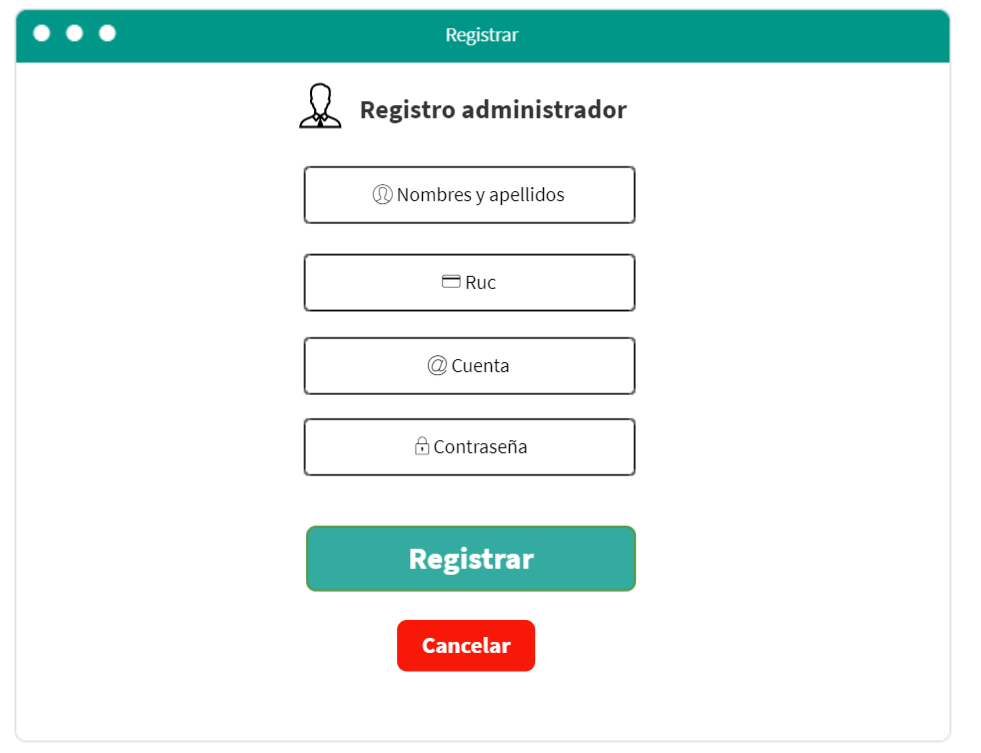 Registrar
Registro administrador
Nombres y apellidos
Ruc
@ Cuenta
Contraseña
Registrar
Cancelar